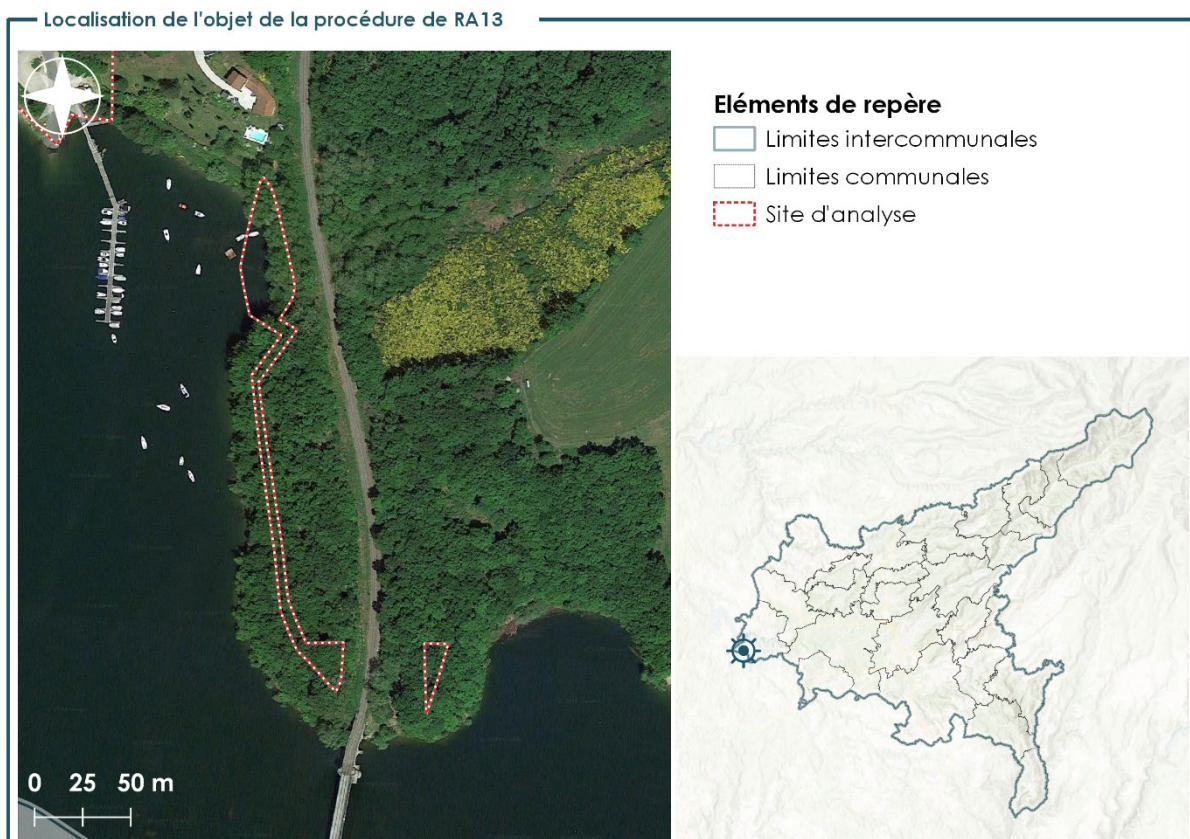 Localisation de l'objet de la procédure de RA13
Eléments de repère
Limites intercommunales
Limites communales
Site d'analyse
0 25 50 m